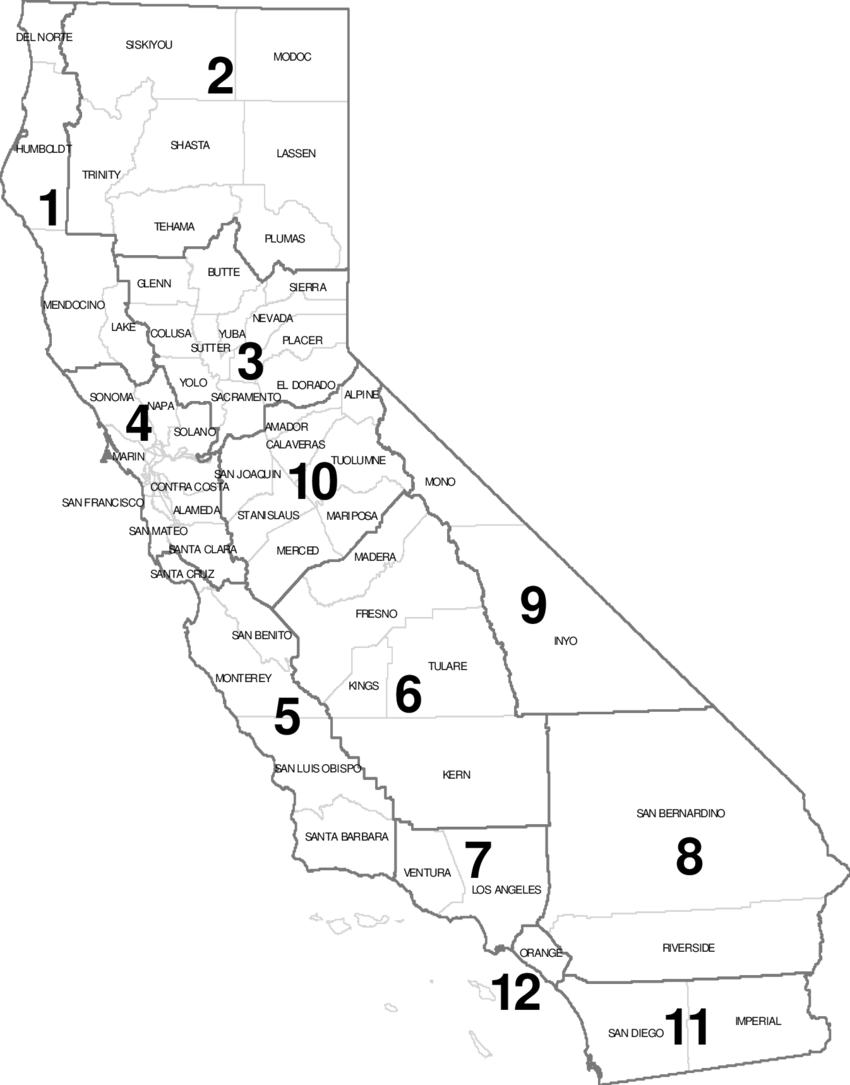 DEL NORTE
SISKIYOU
MODOC
2
HUMBOLDT
SHASTA
LASSEN
TRINITY
1
TEHAMA
PLUMAS
BUTTE
GLENN
SIERRA
MENDOCINO
NEVADA
LAKE
COLUSA
YUBA
PLACER
SUTTER
3
YOLO
EL DORADO
SONOMA
NAPA
SACRAMENTO
ALPINE
4
SOLANO
AMADOR
CALAVERAS
MARIN
TUOLUMNE
SAN JOAQUIN
10
MONO
CONTRA COSTA
SAN FRANCISCO
ALAMEDA
STANISLAUS
MARIPOSA
SAN MATEO
SANTA CLARA
MERCED
MADERA
SANTA CRUZ
9
FRESNO
SAN BENITO
INYO
TULARE
MONTEREY
KINGS
6
5
SAN LUIS OBISPO
KERN
SAN BERNARDINO
SANTA BARBARA
7
8
VENTURA
LOS ANGELES
ORANGE
RIVERSIDE
12
SAN DIEGO
11
IMPERIAL